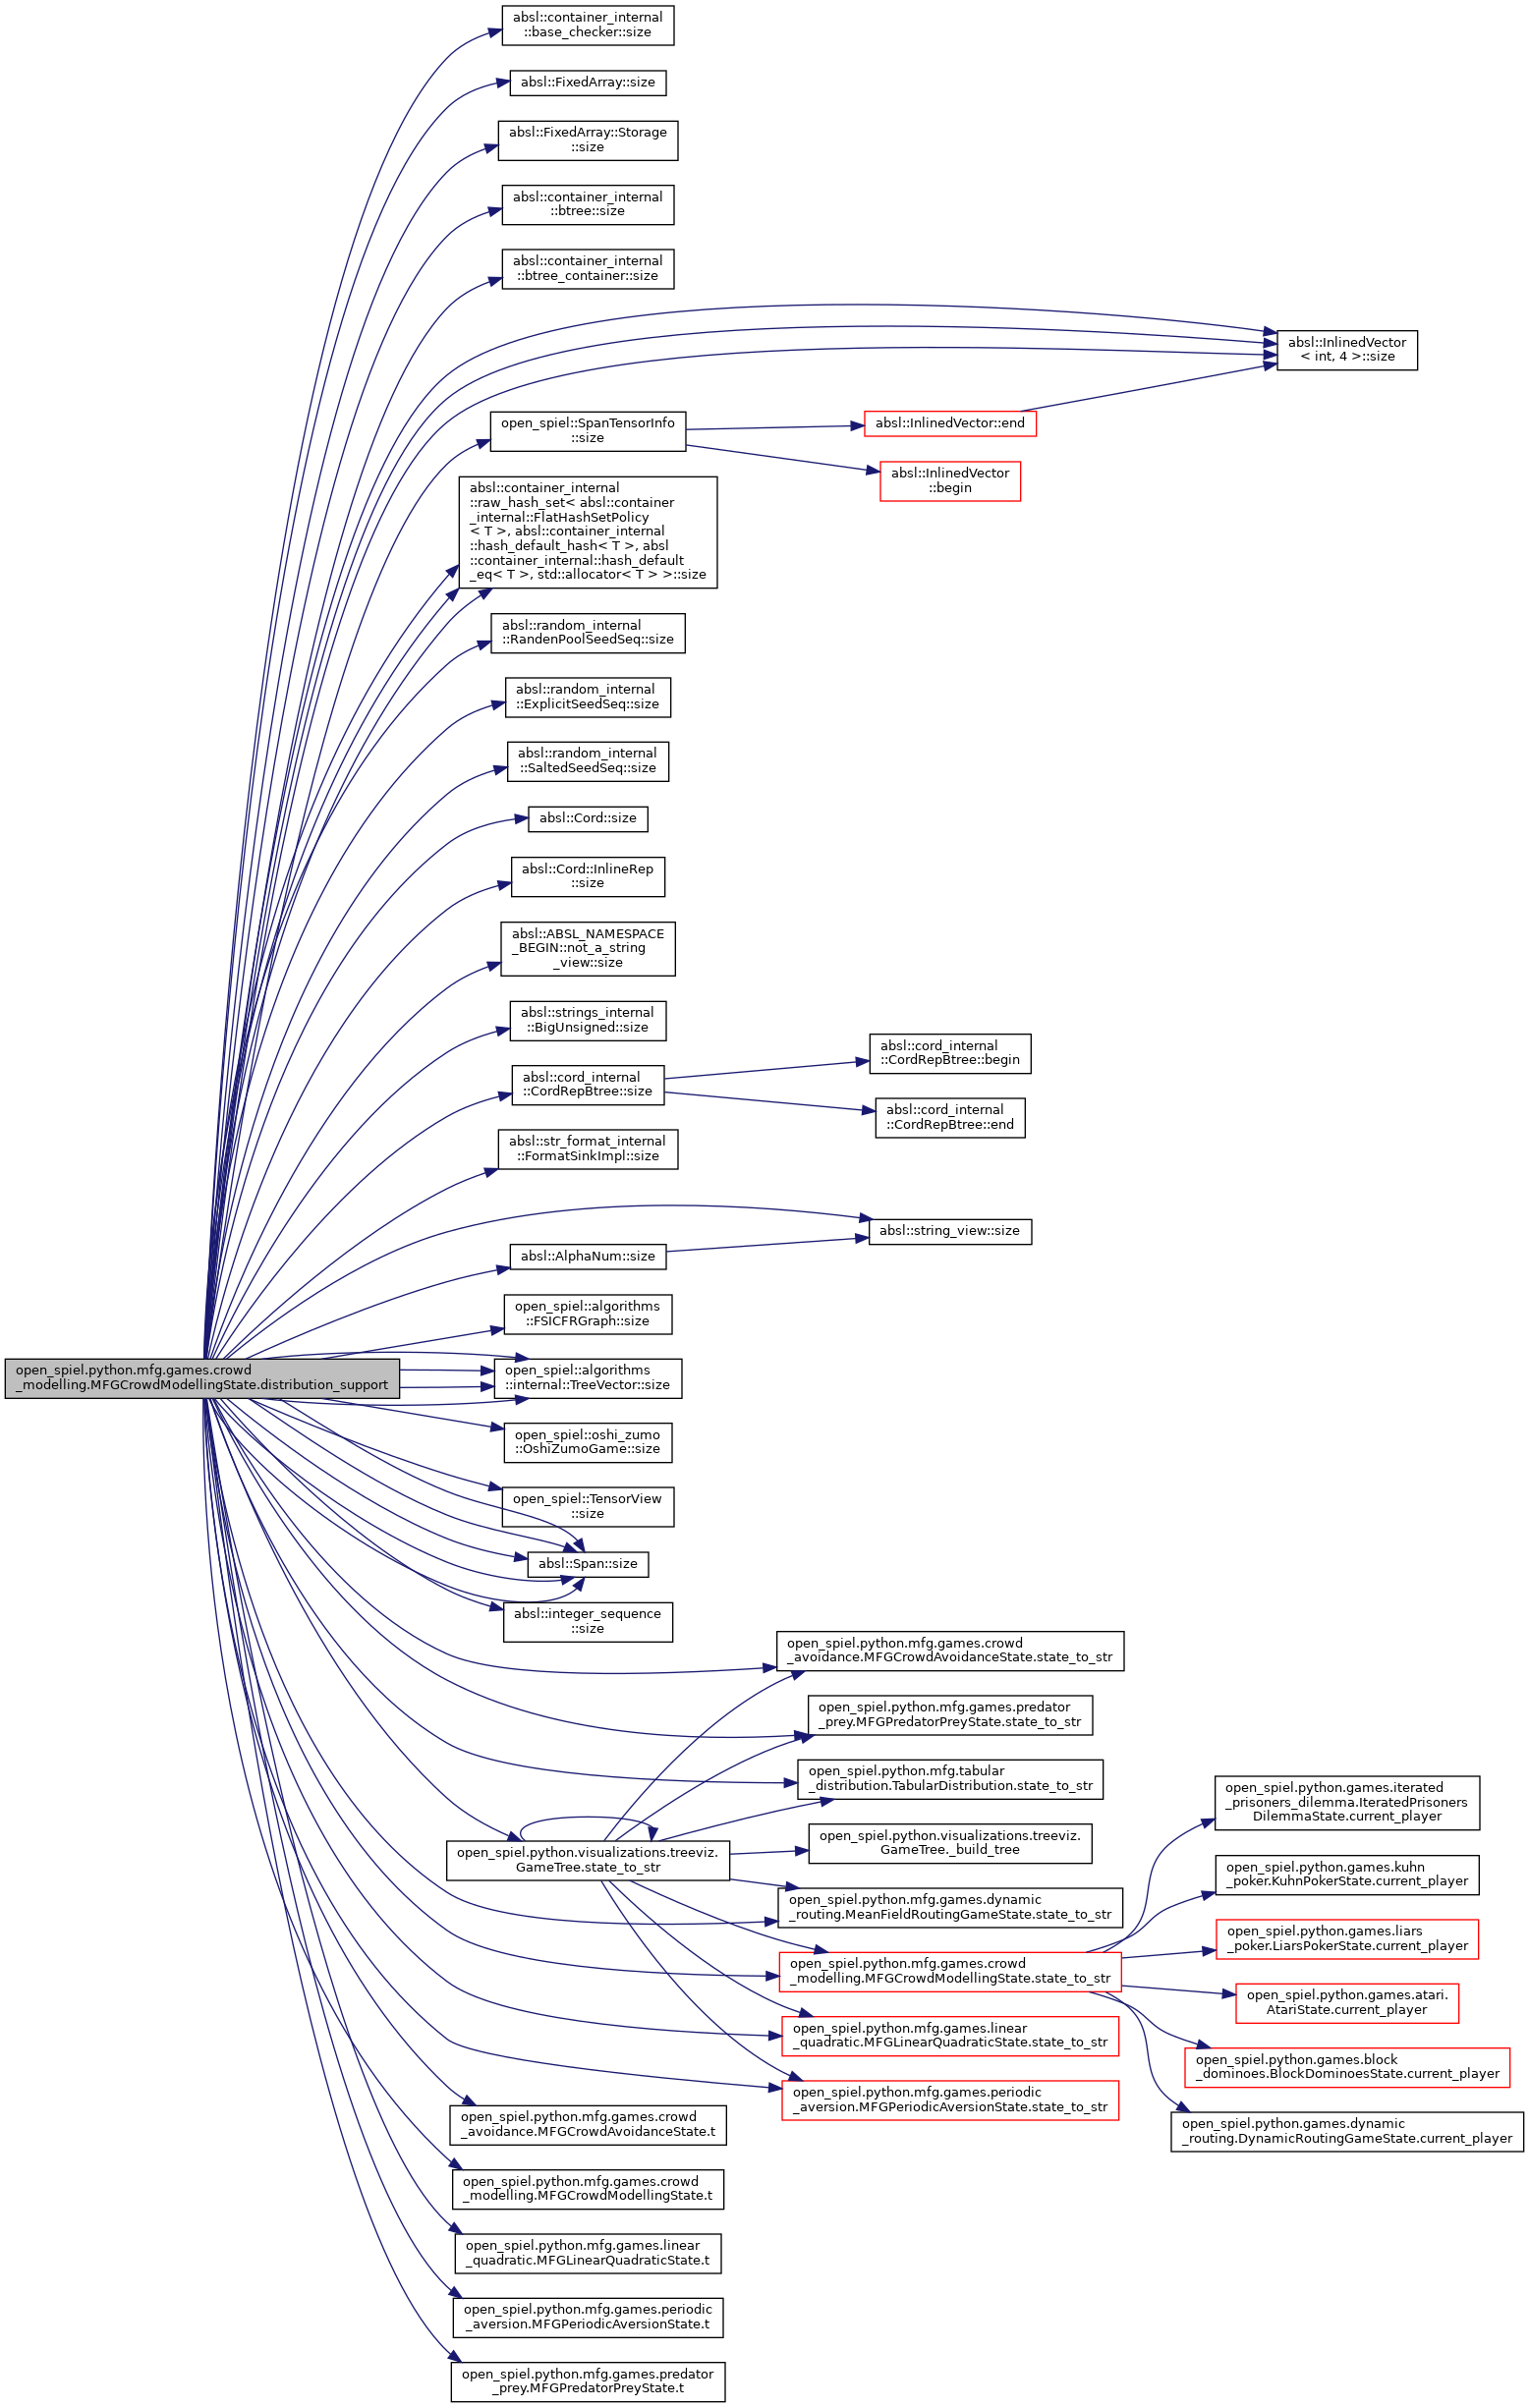 absl::container_internal
::base_checker::size
absl::FixedArray::size
absl::FixedArray::Storage
::size
absl::container_internal
::btree::size
absl::container_internal
::btree_container::size
absl::InlinedVector
< int, 4 >::size
open_spiel::SpanTensorInfo
::size
absl::InlinedVector::end
absl::InlinedVector
::begin
absl::container_internal
::raw_hash_set< absl::container
_internal::FlatHashSetPolicy
< T >, absl::container_internal
::hash_default_hash< T >, absl
::container_internal::hash_default
_eq< T >, std::allocator< T > >::size
absl::random_internal
::RandenPoolSeedSeq::size
absl::random_internal
::ExplicitSeedSeq::size
absl::random_internal
::SaltedSeedSeq::size
absl::Cord::size
absl::Cord::InlineRep
::size
absl::ABSL_NAMESPACE
_BEGIN::not_a_string
_view::size
absl::strings_internal
::BigUnsigned::size
absl::cord_internal
::CordRepBtree::size
absl::cord_internal
::CordRepBtree::begin
absl::cord_internal
::CordRepBtree::end
absl::str_format_internal
::FormatSinkImpl::size
absl::string_view::size
absl::AlphaNum::size
open_spiel::algorithms
::FSICFRGraph::size
open_spiel.python.mfg.games.crowd
_modelling.MFGCrowdModellingState.distribution_support
open_spiel::algorithms
::internal::TreeVector::size
open_spiel::oshi_zumo
::OshiZumoGame::size
open_spiel::TensorView
::size
absl::Span::size
absl::integer_sequence
::size
open_spiel.python.mfg.games.crowd
_avoidance.MFGCrowdAvoidanceState.state_to_str
open_spiel.python.mfg.games.predator
_prey.MFGPredatorPreyState.state_to_str
open_spiel.python.mfg.tabular
_distribution.TabularDistribution.state_to_str
open_spiel.python.visualizations.treeviz.
GameTree.state_to_str
open_spiel.python.visualizations.treeviz.
GameTree._build_tree
open_spiel.python.mfg.games.dynamic
_routing.MeanFieldRoutingGameState.state_to_str
open_spiel.python.mfg.games.crowd
_modelling.MFGCrowdModellingState.state_to_str
open_spiel.python.mfg.games.linear
_quadratic.MFGLinearQuadraticState.state_to_str
open_spiel.python.mfg.games.periodic
_aversion.MFGPeriodicAversionState.state_to_str
open_spiel.python.games.iterated
_prisoners_dilemma.IteratedPrisoners
DilemmaState.current_player
open_spiel.python.games.kuhn
_poker.KuhnPokerState.current_player
open_spiel.python.games.liars
_poker.LiarsPokerState.current_player
open_spiel.python.games.atari.
AtariState.current_player
open_spiel.python.games.block
_dominoes.BlockDominoesState.current_player
open_spiel.python.games.dynamic
_routing.DynamicRoutingGameState.current_player
open_spiel.python.mfg.games.crowd
_avoidance.MFGCrowdAvoidanceState.t
open_spiel.python.mfg.games.crowd
_modelling.MFGCrowdModellingState.t
open_spiel.python.mfg.games.linear
_quadratic.MFGLinearQuadraticState.t
open_spiel.python.mfg.games.periodic
_aversion.MFGPeriodicAversionState.t
open_spiel.python.mfg.games.predator
_prey.MFGPredatorPreyState.t